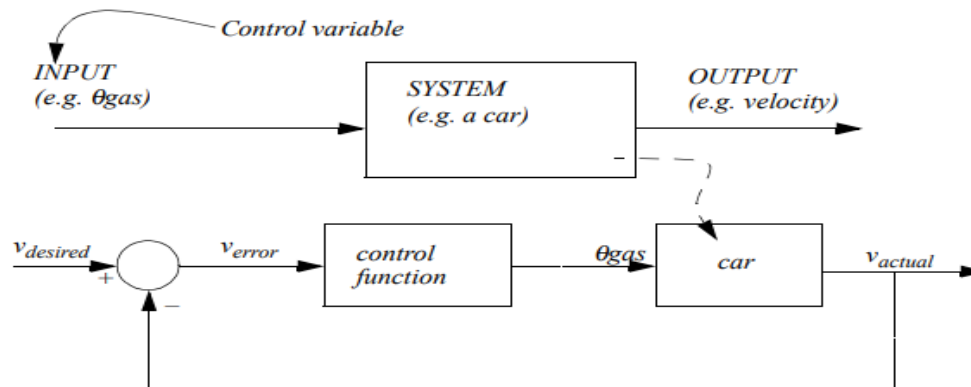 Control variable
INPUT
(e.g. θgas)
SYSTEM
(e.g. a car)
OUTPUT
(e.g. velocity)
vdesired
+
−
verror
control
function
θgas
car
vactual